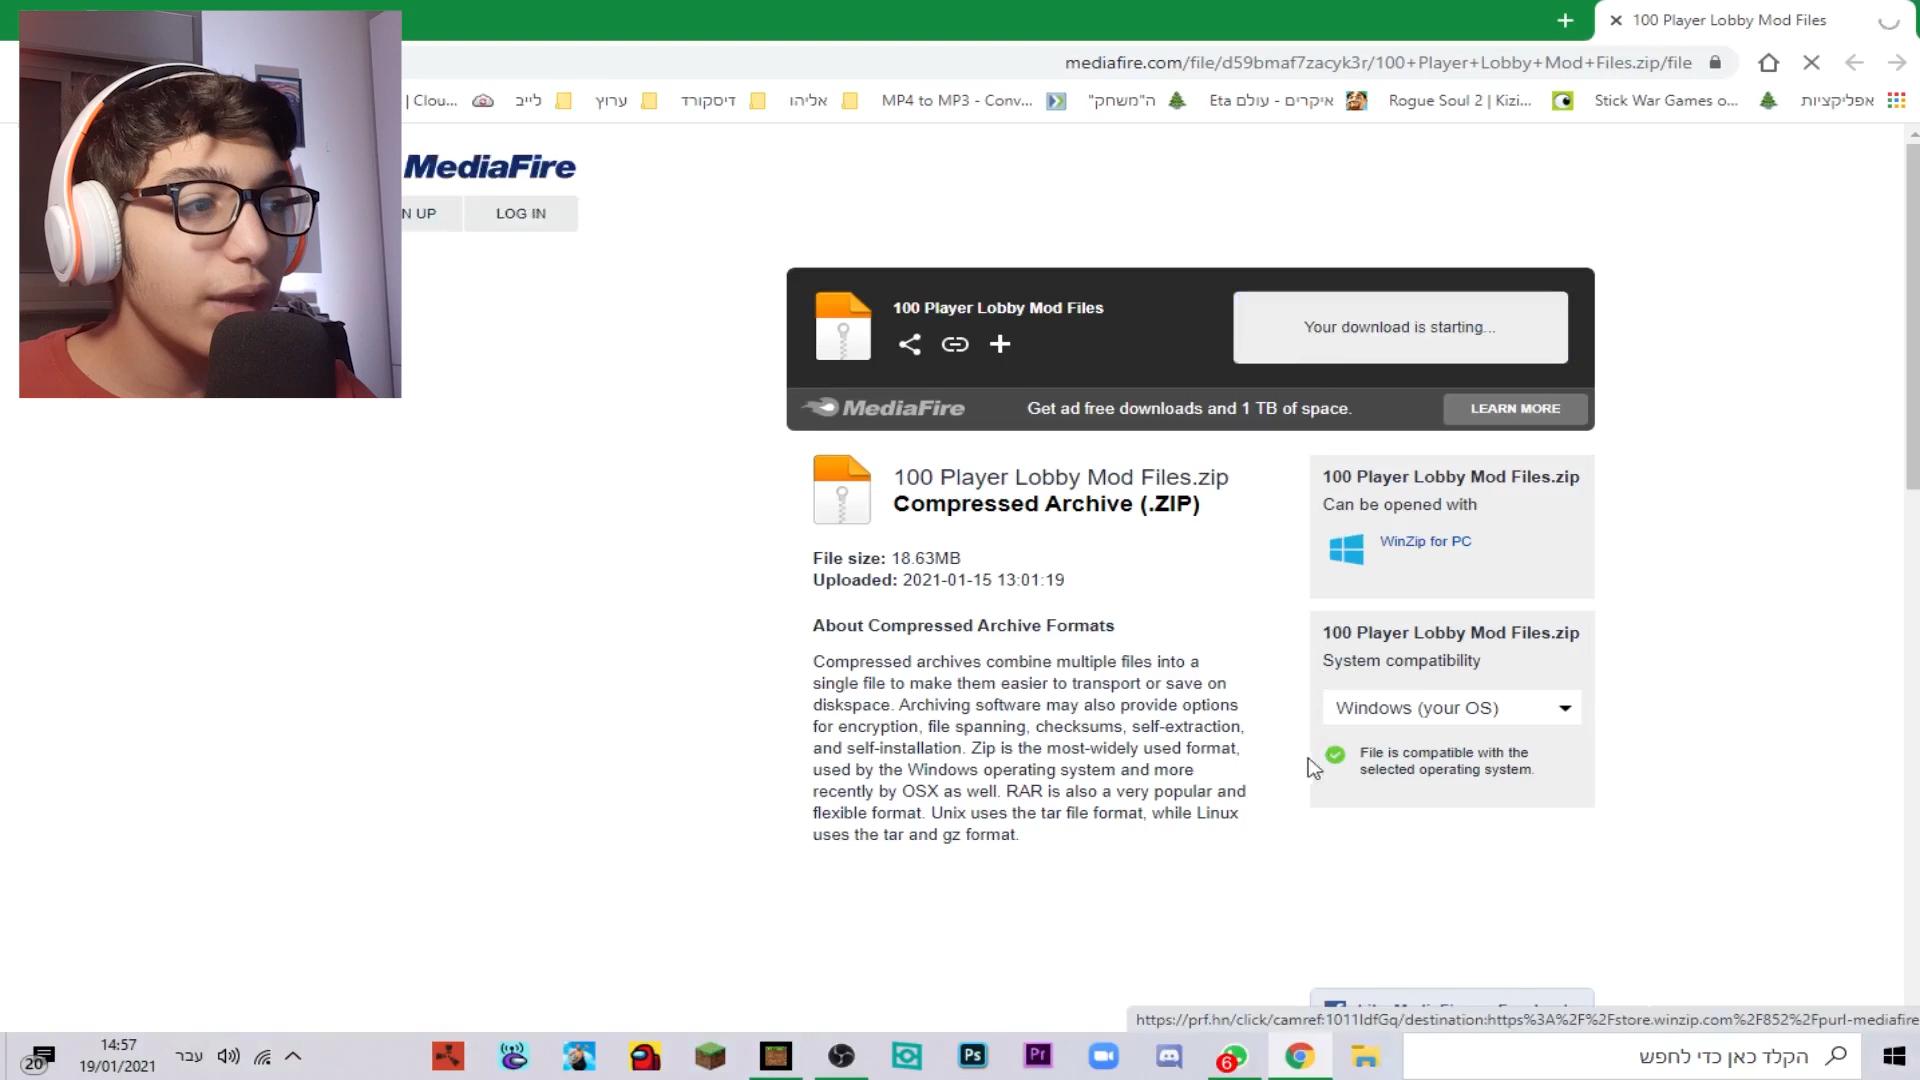 100 Player Lobby Mod Files
mediafire.com/file/d59bmaf7zacyk3r/100+Player+Lobby+Mod+Files.zip/file
| Clou...
לייב
ערוץ
דיסקורד
אליהו
MP4 to MP3 - Conv...
ה"משחק"
איקרים - עולם Eta
Rogue Soul 2 | Kizi...
Stick War Games o...
אפליקציות
MediaFire
N UP
LOG IN
100 Player Lobby Mod Files
Your download is starting...
MediaFire
Get ad free downloads and 1 TB of space.
LEARN MORE
100 Player Lobby Mod Files.zip
Compressed Archive (.ZIP)
File size: 18.63MB
Uploaded: 2021-01-15 13:01:19
About Compressed Archive Formats
Compressed archives combine multiple files into a
single file to make them easier to transport or save on
diskspace. Archiving software may also provide options
for encryption, file spanning, checksums, self-extraction,
and self-installation. Zip is the most-widely used format,
used by the Windows operating system and more
recently by OSX as well. RAR is also a very popular and
flexible format. Unix uses the tar file format, while Linux
uses the tar and gz format.
100 Player Lobby Mod Files.zip
Can be opened with
WinZip for PC
100 Player Lobby Mod Files.zip
System compatibility
Windows (your OS)
File is compatible with the
selected operating system.
https://prf.hn/click/camref:1011ldfGq/destination:https%3A%2F%2Fstore.winzip.com%2F852%2Fpurl-mediafire
20
14:57
19/01/2021
עבר
Ps
Pr
6
הקלד כאן כדי לחפש